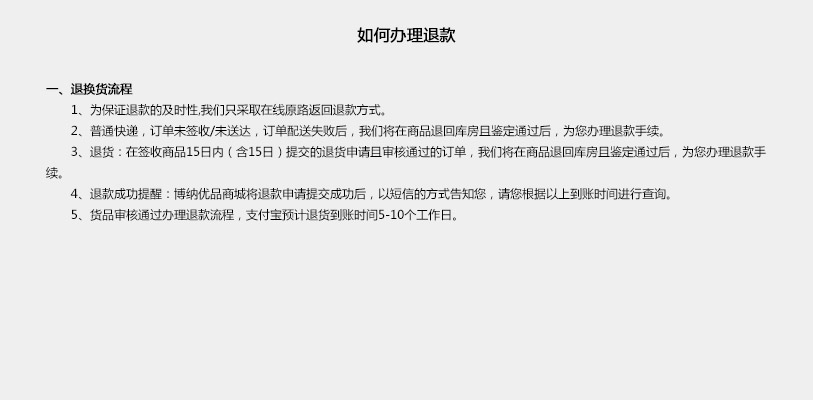 如何办理退款
一、退换货流程
1、为保证退款的及时性,我们只采取在线原路返回退款方式。
2、普通快递，订单未签收/未送达，订单配送失败后，我们将在商品退回库房且鉴定通过后，为您办理退款手续。
3、退货：在签收商品15日内（含15日）提交的退货申请且审核通过的订单，我们将在商品退回库房且鉴定通过后，为您办理退款手
续。
4、退款成功提醒：博纳优品商城将退款申请提交成功后，以短信的方式告知您，请您根据以上到账时间进行查询。
5、货品审核通过办理退款流程，支付宝预计退货到账时间5-10个工作日。